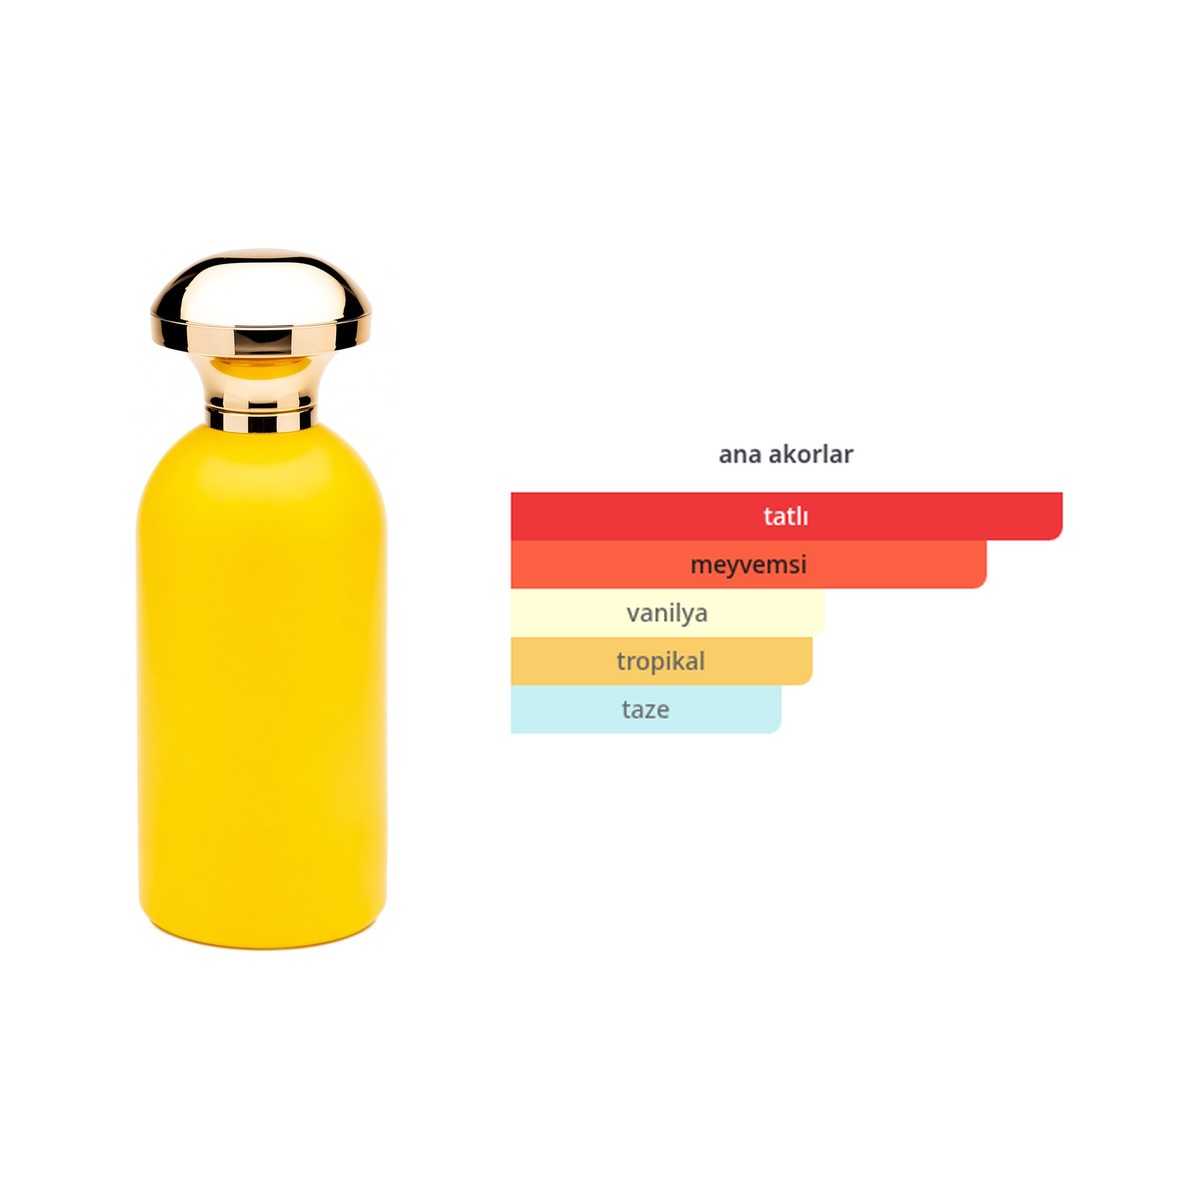 ana akorlar
tatlı
meyvemsi
vanilya
tropikal
taze